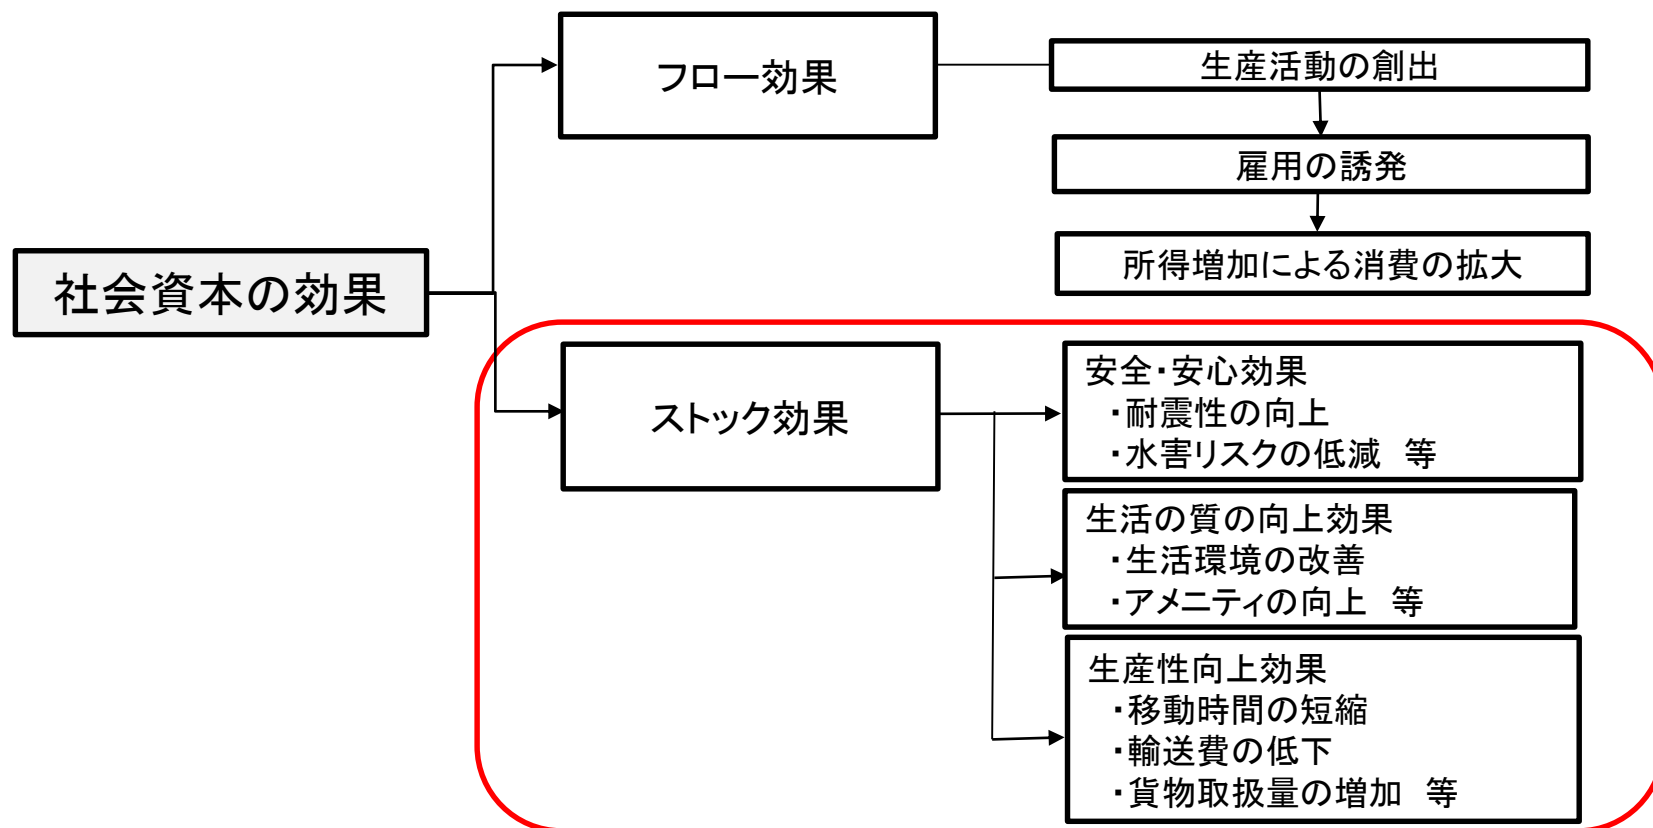 社会資本の効果
フロー効果
生産活動の創出
雇用の誘発
所得増加による消費の拡大
ストック効果
安全・安心効果
・耐震性の向上
・水害リスクの低減　等
生活の質の向上効果
・生活環境の改善
・アメニティの向上　等
生産性向上効果
・移動時間の短縮
・輸送費の低下
・貨物取扱量の増加　等